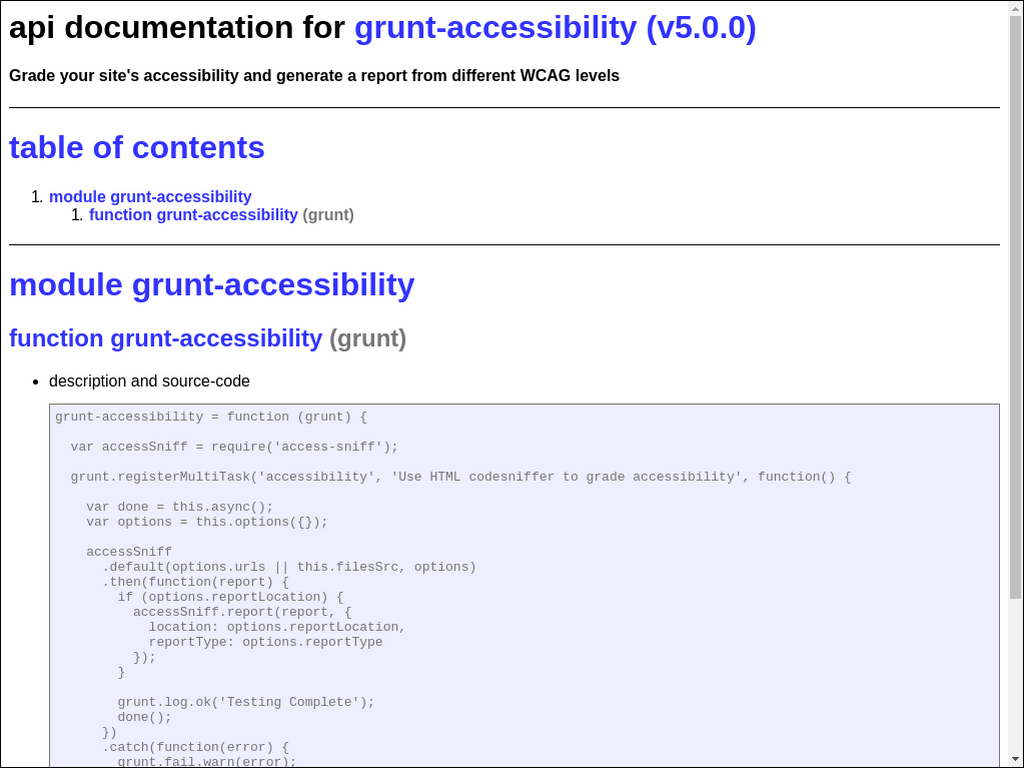 api documentation for grunt-accessibility (v5.0.0)
Grade your site's accessibility and generate a report from different WCAG levels
table of contents
1. module grunt-accessibility
1. function grunt-accessibility (grunt)
module grunt-accessibility
function grunt-accessibility (grunt)
• description and source-code
grunt-accessibility = function (grunt) {
  var accessSniff = require('access-sniff');
  grunt.registerMultiTask('accessibility', 'Use HTML codesniffer to grade accessibility', function() {
    var done = this.async();
    var options = this.options({});
    accessSniff
      .default(options.urls || this.filesSrc, options)
      .then(function(report) {
        if (options.reportLocation) {
          accessSniff.report(report, {
            location: options.reportLocation,
            reportType: options.reportType
          });
        }
        grunt.log.ok('Testing Complete');
        done();
      })
      .catch(function(error) {
        grunt.fail.warn(error);